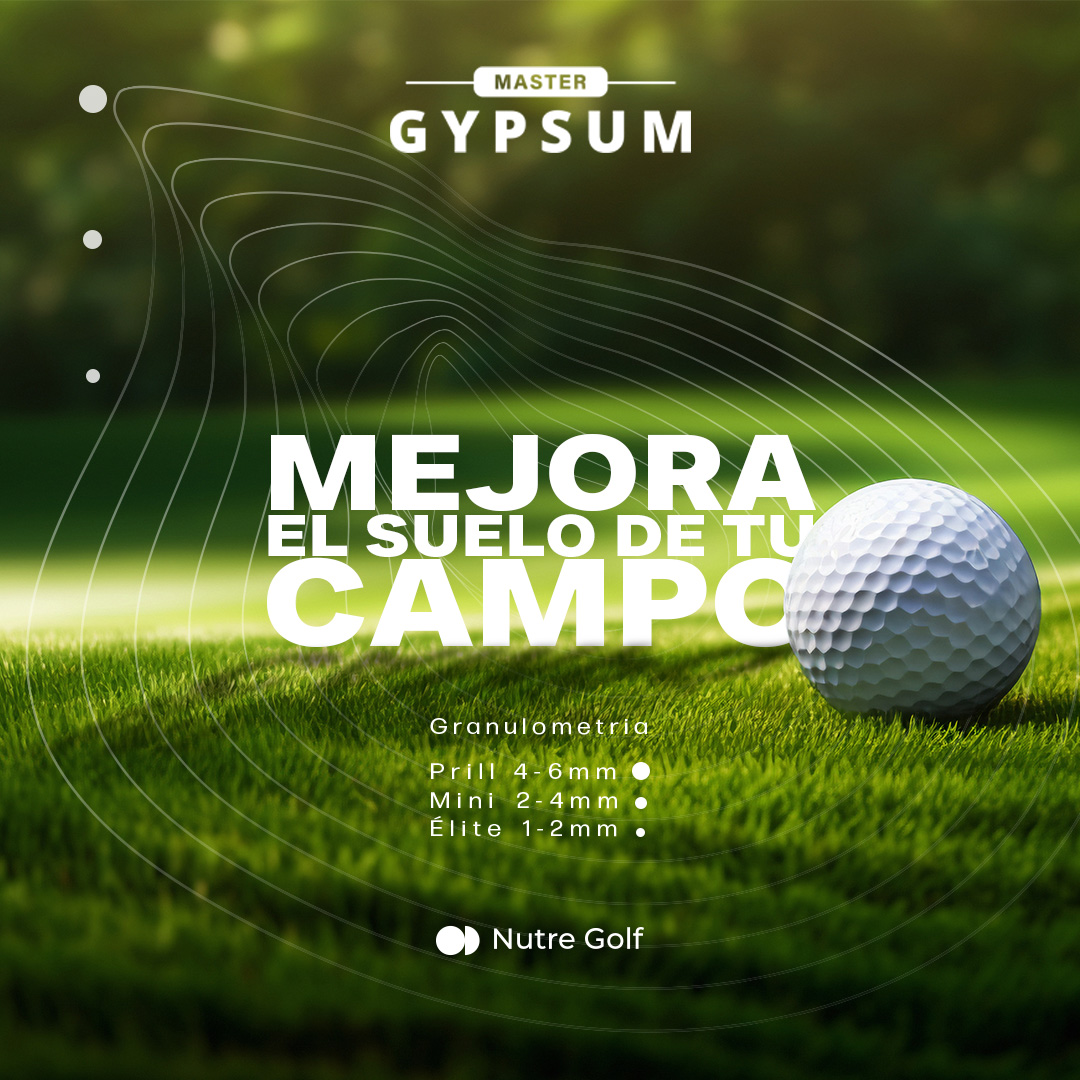 MASTER
GYPSUM
MEJORA
EL SUELO DE TU
CAMPO
Granulometria
Prill 4-6mm
Mini 2-4mm
Élite 1-2mm
Nutre Golf